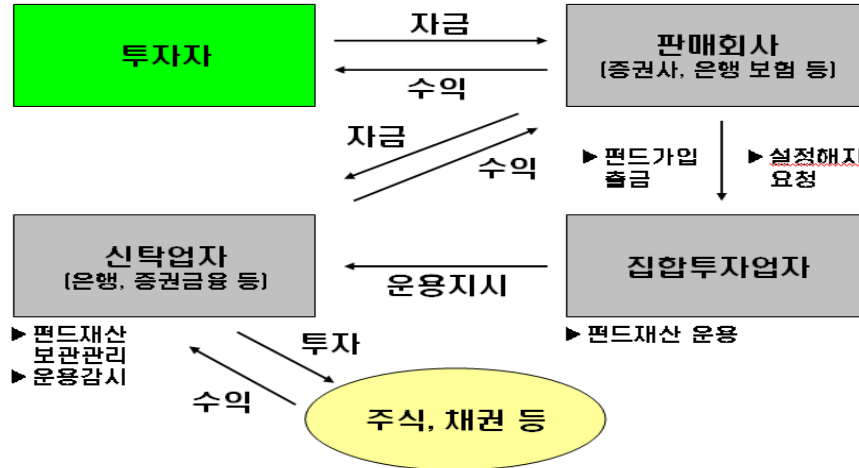 투자자
자금
수익
판매회사
(증권사, 은행 보험 등)
자금
수익
▶ 펀드가입
출금
▶ 설정해지
요청
신탁업자
(은행, 증권금융 등)
운용지시
집합투자업자
▶ 펀드재산
보관관리
▶ 운용감시
▶ 펀드재산 운용
투자
수익
주식, 채권 등